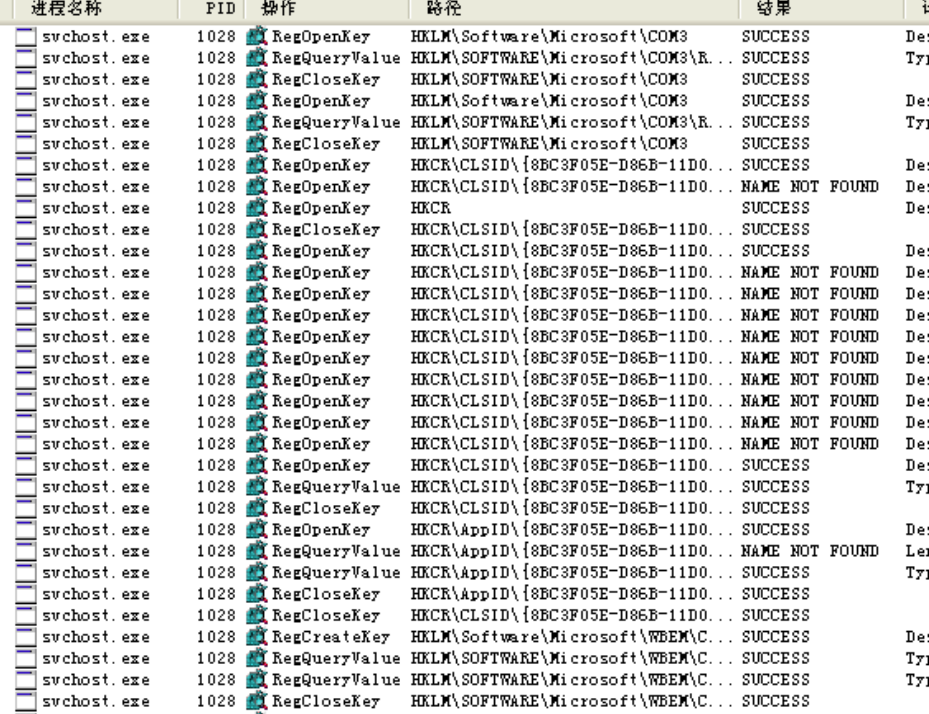 进程名称 PID 操作 路径 结果
svchost.exe 1028 RegOpenKey HKLM\Software\Microsoft\COM3 SUCCESS Des
svchost.exe 1028 RegQueryValue HKLM\SOFTWARE\Microsoft\COM3\R... SUCCESS Typ
svchost.exe 1028 RegCloseKey HKLM\SOFTWARE\Microsoft\COM3 SUCCESS
svchost.exe 1028 RegOpenKey HKLM\Software\Microsoft\COM3 SUCCESS Des
svchost.exe 1028 RegQueryValue HKLM\SOFTWARE\Microsoft\COM3\R... SUCCESS Typ
svchost.exe 1028 RegCloseKey HKLM\SOFTWARE\Microsoft\COM3 SUCCESS
svchost.exe 1028 RegOpenKey HKCR\CLSID\{8BC3F05E-D86B-11D0... SUCCESS Des
svchost.exe 1028 RegOpenKey HKCR\CLSID\{8BC3F05E-D86B-11D0... NAME NOT FOUND Des
svchost.exe 1028 RegOpenKey HKCR SUCCESS Des
svchost.exe 1028 RegCloseKey HKCR\CLSID\{8BC3F05E-D86B-11D0... SUCCESS
svchost.exe 1028 RegOpenKey HKCR\CLSID\{8BC3F05E-D86B-11D0... SUCCESS Des
svchost.exe 1028 RegOpenKey HKCR\CLSID\{8BC3F05E-D86B-11D0... NAME NOT FOUND Des
svchost.exe 1028 RegOpenKey HKCR\CLSID\{8BC3F05E-D86B-11D0... NAME NOT FOUND Des
svchost.exe 1028 RegOpenKey HKCR\CLSID\{8BC3F05E-D86B-11D0... NAME NOT FOUND Des
svchost.exe 1028 RegOpenKey HKCR\CLSID\{8BC3F05E-D86B-11D0... NAME NOT FOUND Des
svchost.exe 1028 RegOpenKey HKCR\CLSID\{8BC3F05E-D86B-11D0... NAME NOT FOUND Des
svchost.exe 1028 RegOpenKey HKCR\CLSID\{8BC3F05E-D86B-11D0... NAME NOT FOUND Des
svchost.exe 1028 RegOpenKey HKCR\CLSID\{8BC3F05E-D86B-11D0... NAME NOT FOUND Des
svchost.exe 1028 RegOpenKey HKCR\CLSID\{8BC3F05E-D86B-11D0... NAME NOT FOUND Des
svchost.exe 1028 RegOpenKey HKCR\CLSID\{8BC3F05E-D86B-11D0... NAME NOT FOUND Des
svchost.exe 1028 RegOpenKey HKCR\CLSID\{8BC3F05E-D86B-11D0... SUCCESS Des
svchost.exe 1028 RegQueryValue HKCR\CLSID\{8BC3F05E-D86B-11D0... SUCCESS Typ
svchost.exe 1028 RegCloseKey HKCR\CLSID\{8BC3F05E-D86B-11D0... SUCCESS
svchost.exe 1028 RegOpenKey HKCR\AppID\{8BC3F05E-D86B-11D0... SUCCESS Des
svchost.exe 1028 RegQueryValue HKCR\AppID\{8BC3F05E-D86B-11D0... NAME NOT FOUND Len
svchost.exe 1028 RegQueryValue HKCR\AppID\{8BC3F05E-D86B-11D0... SUCCESS Typ
svchost.exe 1028 RegCloseKey HKCR\AppID\{8BC3F05E-D86B-11D0... SUCCESS
svchost.exe 1028 RegCloseKey HKCR\CLSID\{8BC3F05E-D86B-11D0... SUCCESS
svchost.exe 1028 RegCreateKey HKLM\Software\Microsoft\WBEM\C... SUCCESS Des
svchost.exe 1028 RegQueryValue HKLM\SOFTWARE\Microsoft\WBEM\C... SUCCESS Typ
svchost.exe 1028 RegQueryValue HKLM\SOFTWARE\Microsoft\WBEM\C... SUCCESS Typ
svchost.exe 1028 RegCloseKey HKLM\SOFTWARE\Microsoft\WBEM\C... SUCCESS